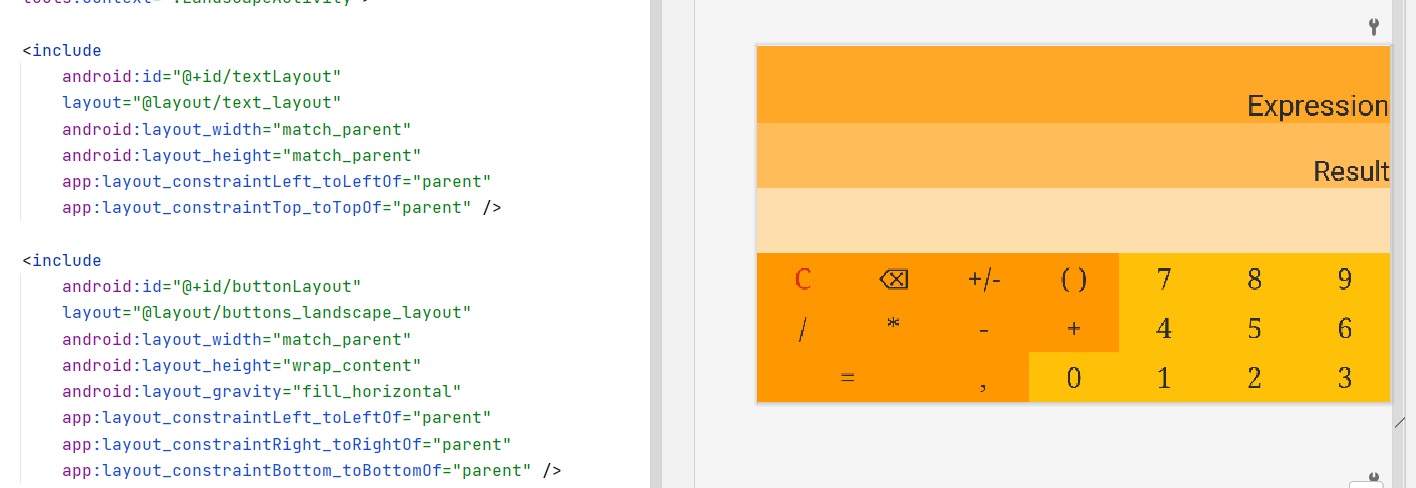 tools:context=".LandscapeActivity">
<include
android:id="@+id/textLayout"
layout="@layout/text_layout"
android:layout_width="match_parent"
android:layout_height="match_parent"
app:layout_constraintLeft_toLeftOf="parent"
app:layout_constraintTop_toTopOf="parent" />
<include
android:id="@+id/buttonLayout"
layout="@layout/buttons_landscape_layout"
android:layout_width="match_parent"
android:layout_height="wrap_content"
android:layout_gravity="fill_horizontal"
app:layout_constraintLeft_toLeftOf="parent"
app:layout_constraintRight_toRightOf="parent"
app:layout_constraintBottom_toBottomOf="parent" />
Expression
Result
C +/- ( ) 7 8 9
/ * - + 4 5 6
= , 0 1 2 3